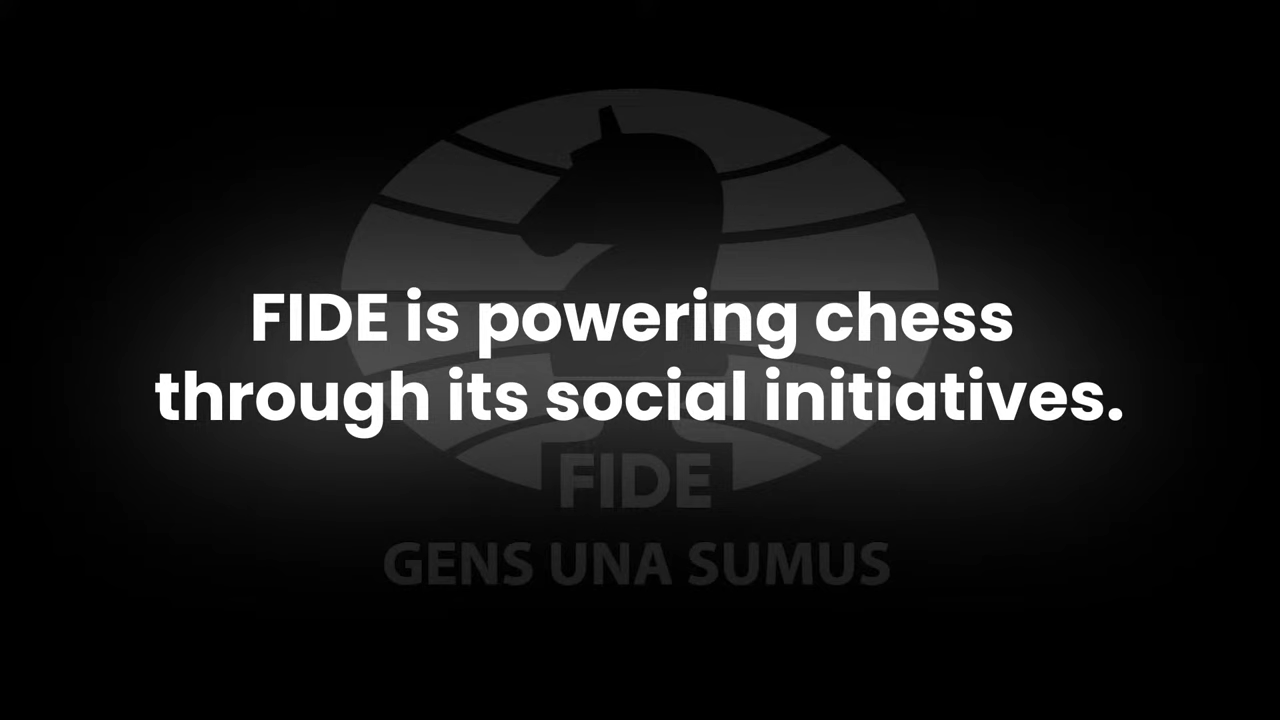 FIDE is powering chess
through its social initiatives.
FIDE
GENS UNA SUMUS